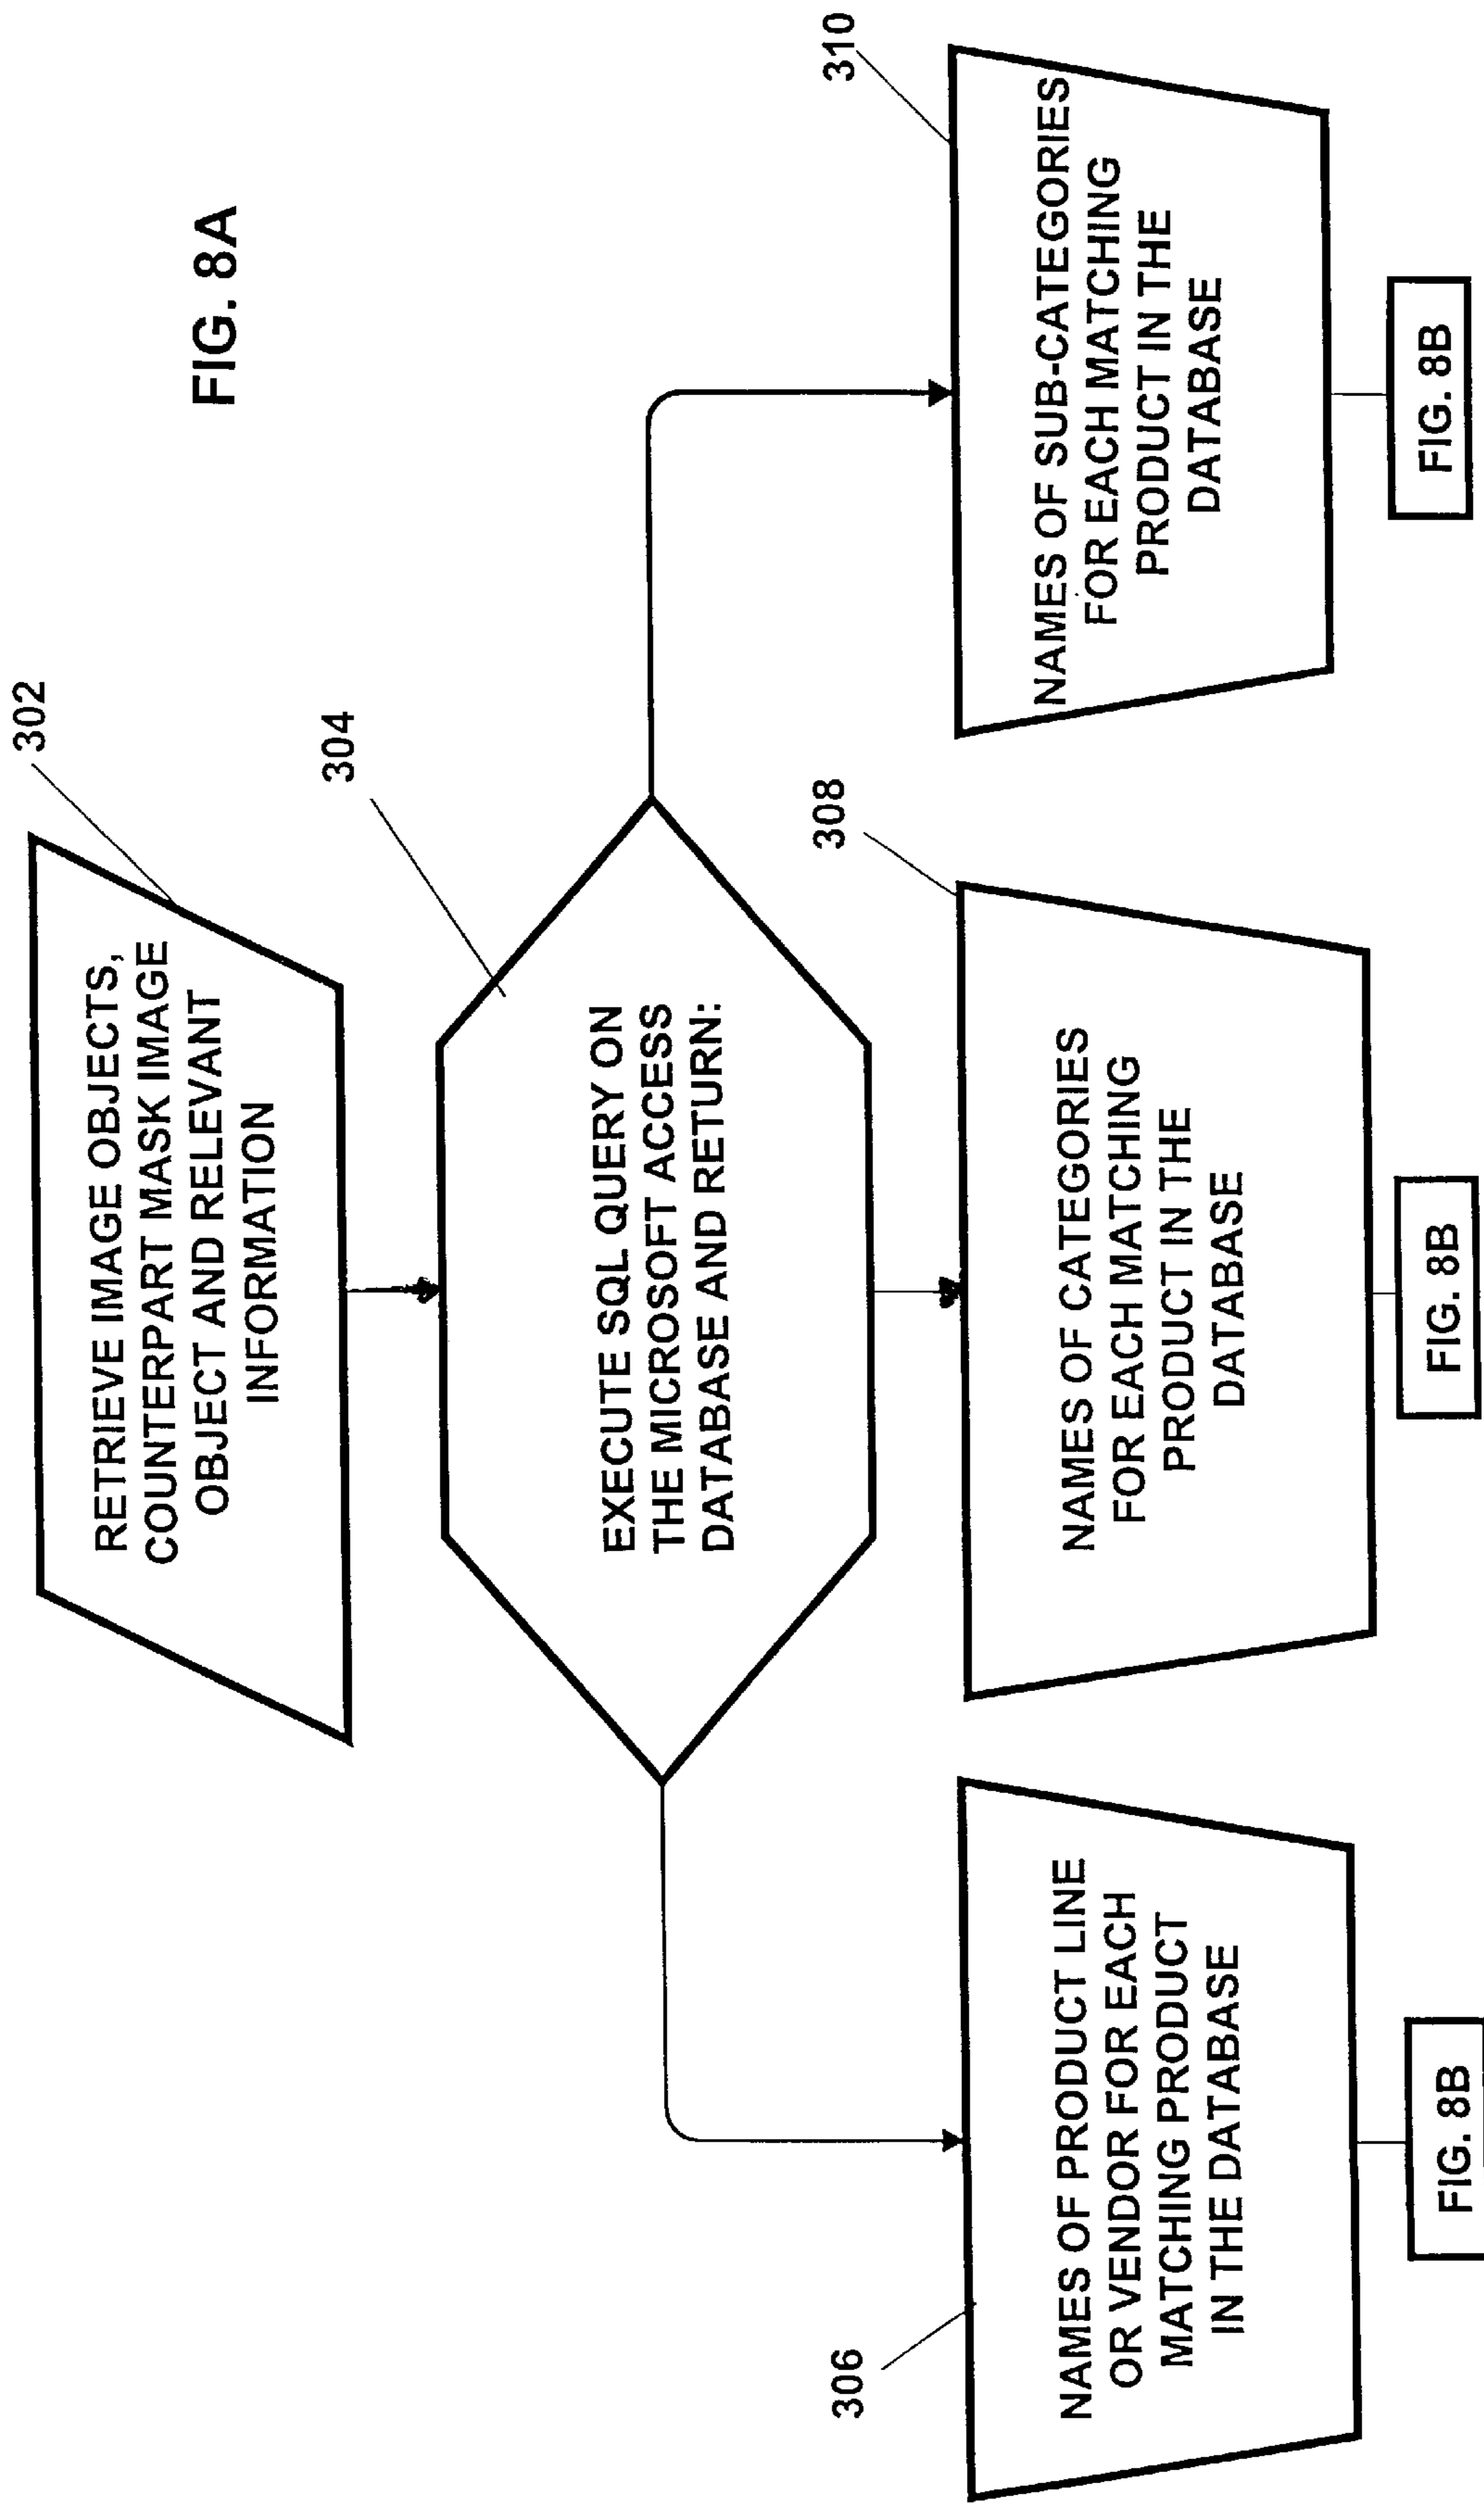 FIG. 8A
302
RETRIEVE IMAGE OBJECTS,
COUNTERPART MASK IMAGE
OBJECT AND RELEVANT
INFORMATION
304
EXECUTE SQL QUERY ON
THE MICROSOFT ACCESS
DATABASE AND RETURN:
306
NAMES OF PRODUCT LINE
OR VENDOR FOR EACH
MATCHING PRODUCT
IN THE DATABASE
FIG. 8B
308
NAMES OF CATEGORIES
FOR EACH MATCHING
PRODUCT IN THE
DATABASE
FIG. 8B
310
NAMES OF SUB-CATEGORIES
FOR EACH MATCHING
PRODUCT IN THE
DATABASE
FIG. 8B